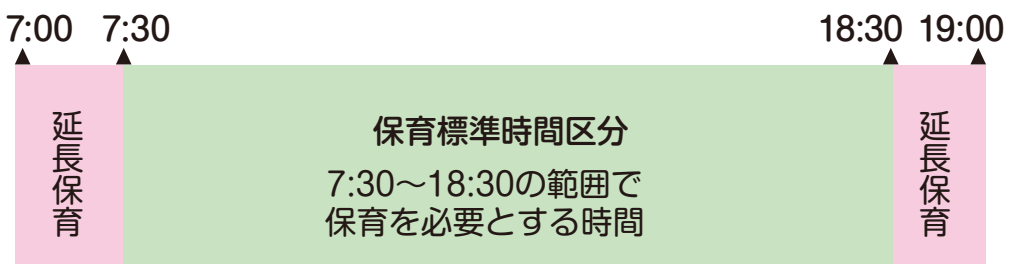 7:00 7:30 18:30 19:00
延長保育
保育標準時間区分
7:30〜18:30の範囲で
保育を必要とする時間
延長保育